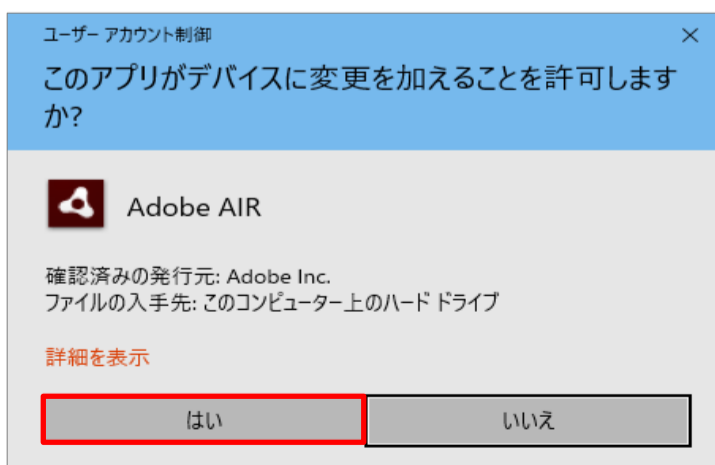 ユーザー アカウント制御
このアプリがデバイスに変更を加えることを許可します
か?
Adobe AIR
確認済みの発行元: Adobe Inc.
ファイルの入手先: このコンピューター上のハード ドライブ
詳細を表示
はい
いいえ